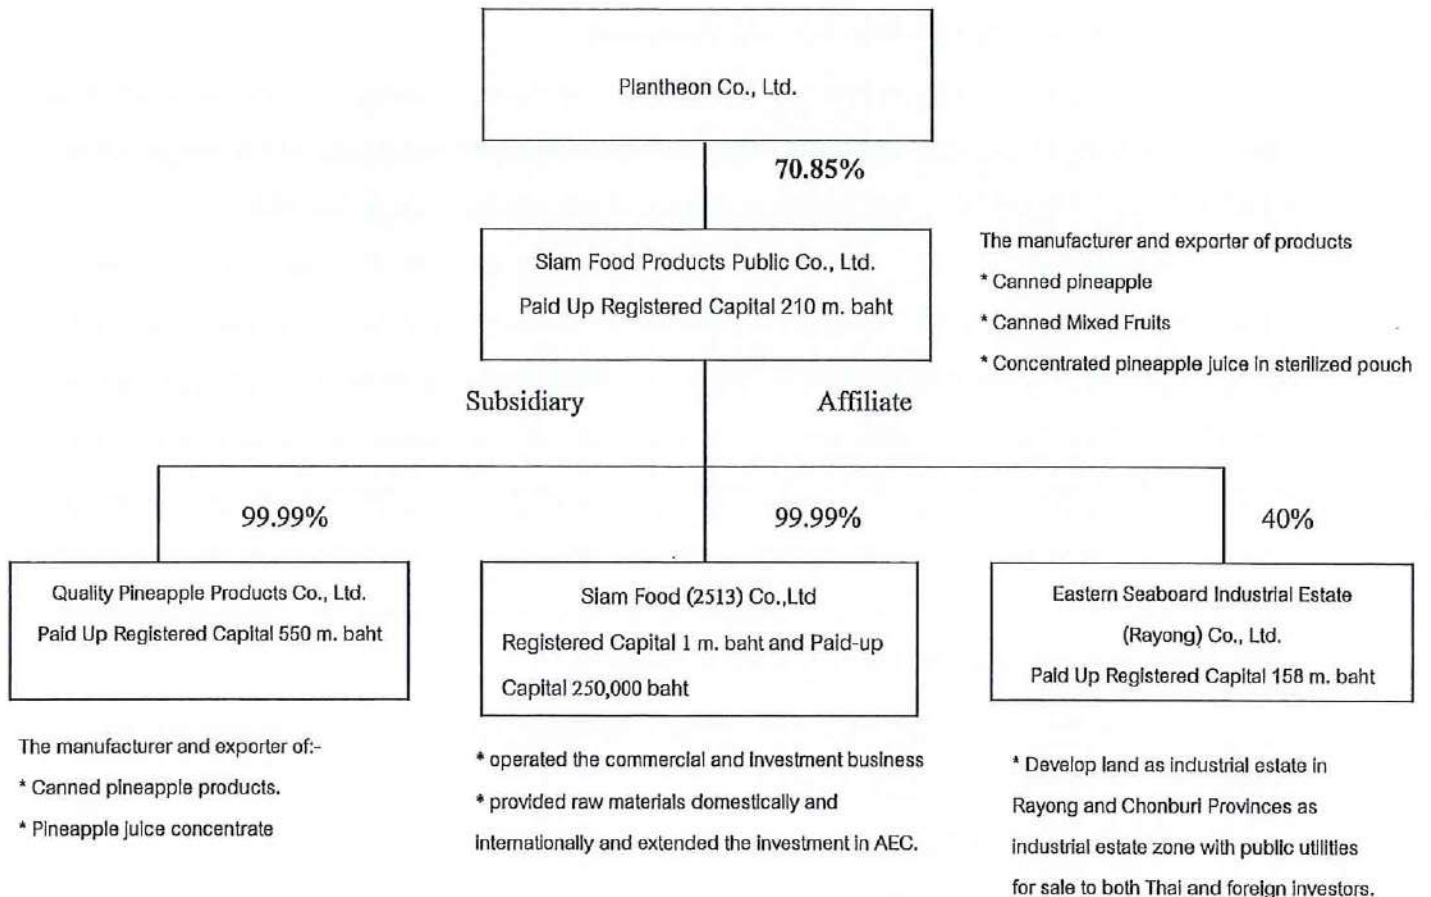 Plantheon Co., Ltd.
70.85%
Siam Food Products Public Co., Ltd.
Paid Up Registered Capital 210 m. baht
The manufacturer and exporter of products
* Canned pineapple
* Canned Mixed Fruits
* Concentrated pineapple juice in sterilized pouch
Subsidiary
Affiliate
99.99%
99.99%
40%
Quality Pineapple Products Co., Ltd.
Paid Up Registered Capital 550 m. baht
Siam Food (2513) Co.,Ltd
Registered Capital 1 m. baht and Paid-up
Capital 250,000 baht
Eastern Seaboard Industrial Estate
(Rayong) Co., Ltd.
Paid Up Registered Capital 158 m. baht
The manufacturer and exporter of:-
* Canned pineapple products.
* Pineapple juice concentrate
* operated the commercial and investment business
* provided raw materials domestically and
internationally and extended the investment in AEC.
* Develop land as industrial estate in
Rayong and Chonburi Provinces as
industrial estate zone with public utilities
for sale to both Thai and foreign investors.